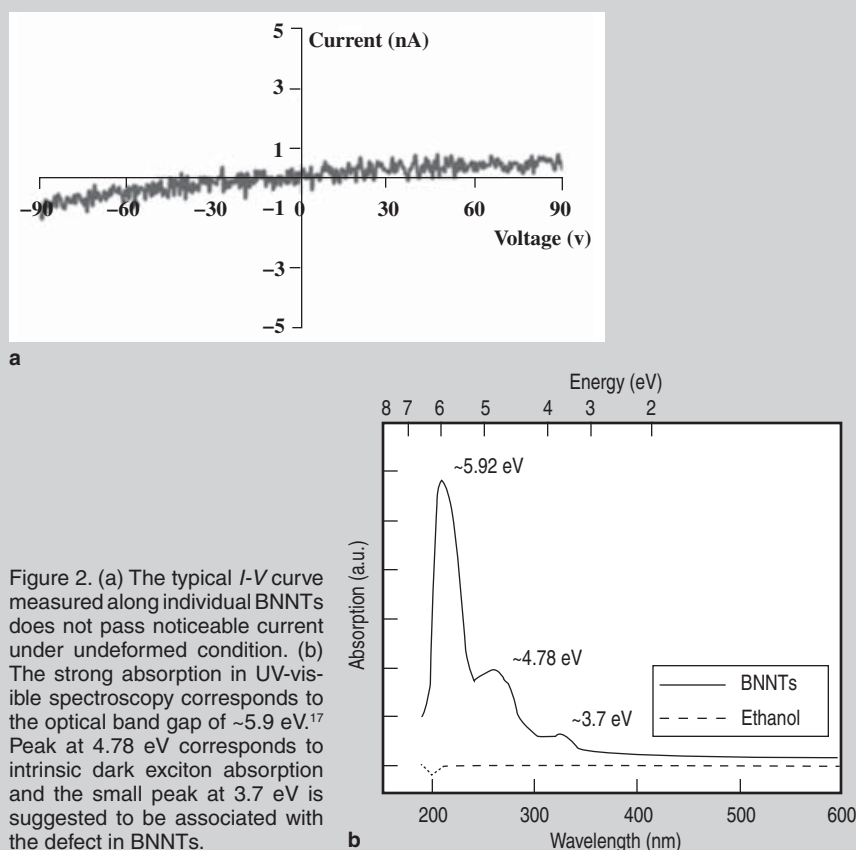 5
Current (nA)
3
1
−90 −60 −30 −1 0 30 60 90
Voltage (v)
−3
−5
a
Energy (eV)
8 7 6 5 4 3 2
~5.92 eV
~4.78 eV
~3.7 eV
BNNTs
Ethanol
Absorption (a.u.)
200 300 400 500 600
Wavelength (nm)
b
Figure 2. (a) The typical I-V curve
measured along individual BNNTs
does not pass noticeable current
under undeformed condition. (b)
The strong absorption in UV-vis-
ible spectroscopy corresponds to
the optical band gap of ~5.9 eV.¹⁷
Peak at 4.78 eV corresponds to
intrinsic dark exciton absorption
and the small peak at 3.7 eV is
suggested to be associated with
the defect in BNNTs.